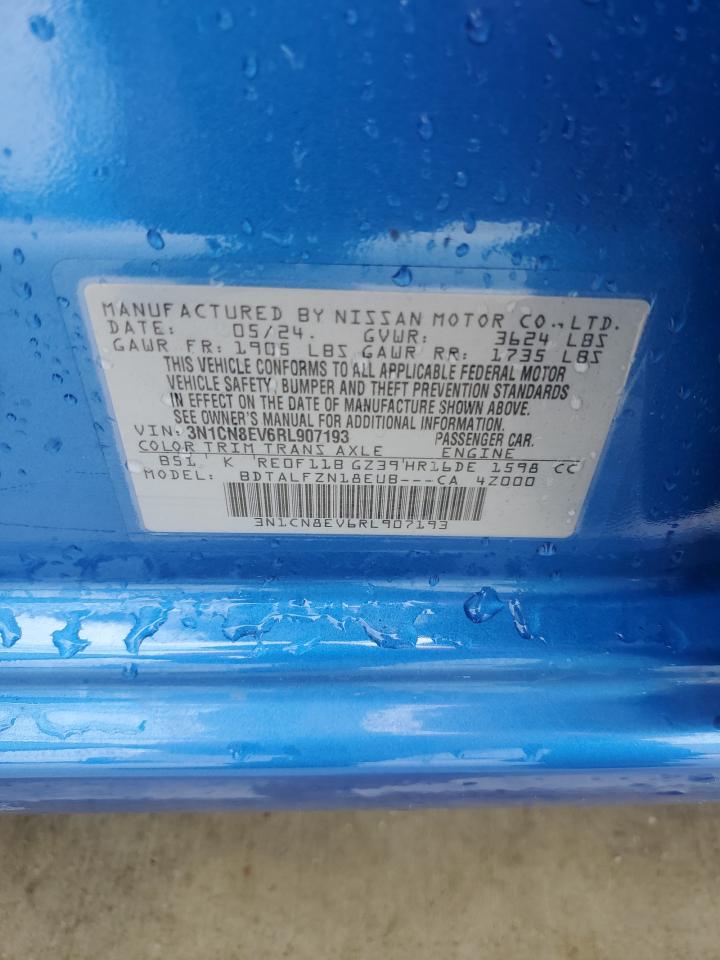 MANUFACTURED BY NISSAN MOTOR CO.,LTD.
DATE: 05/24. GVWR: 3624 LBS
GAWR FR: 1905 LBS GAWR RR: 1735 LBS
THIS VEHICLE CONFORMS TO ALL APPLICABLE FEDERAL MOTOR
VEHICLE SAFETY, BUMPER AND THEFT PREVENTION STANDARDS
IN EFFECT ON THE DATE OF MANUFACTURE SHOWN ABOVE.
SEE OWNER'S MANUAL FOR ADDITIONAL INFORMATION.
VIN: 3N1CN8EV6RL907193 PASSENGER CAR.
COLOR TRIM TRANS AXLE ENGINE
B51 K RE0F11B GZ39 HR16DE 1598 CC
MODEL: BDTALFZN18EUB---CA 4Z000
3N1CN8EV6RL907193